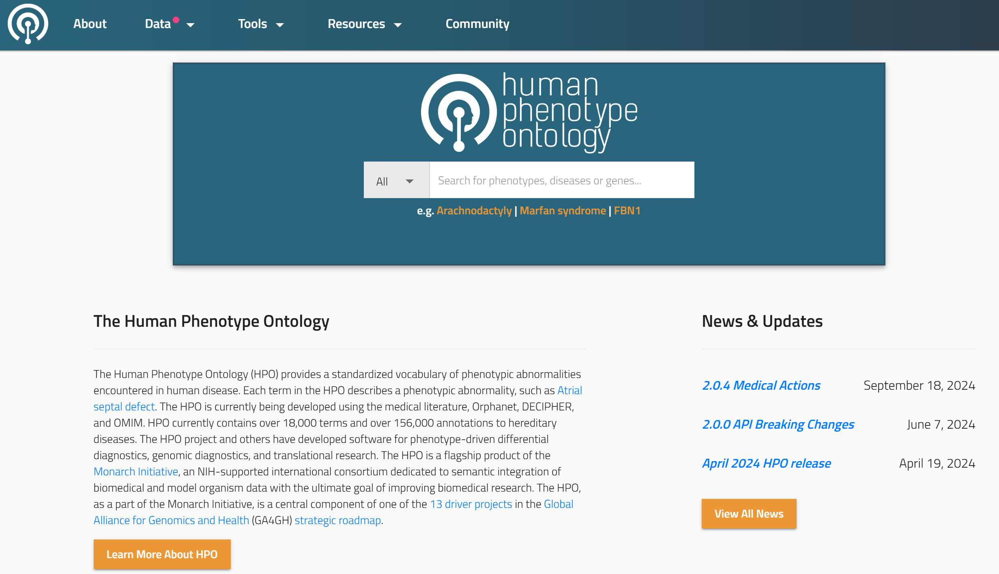 About
Data
Tools
Resources
Community
human
phenotype
ontology
All
Search for phenotypes, diseases or genes...
e.g. Arachnodactyly | Marfan syndrome | FBN1
The Human Phenotype Ontology
The Human Phenotype Ontology (HPO) provides a standardized vocabulary of phenotypic abnormalities
encountered in human disease. Each term in the HPO describes a phenotypic abnormality, such as Atrial
septal defect. The HPO is currently being developed using the medical literature, Orphanet, DECIPHER,
and OMIM. HPO currently contains over 18,000 terms and over 156,000 annotations to hereditary
diseases. The HPO project and others have developed software for phenotype-driven differential
diagnostics, genomic diagnostics, and translational research. The HPO is a flagship product of the
Monarch Initiative, an NIH-supported international consortium dedicated to semantic integration of
biomedical and model organism data with the ultimate goal of improving biomedical research. The HPO,
as a part of the Monarch Initiative, is a central component of one of the 13 driver projects in the Global
Alliance for Genomics and Health (GA4GH) strategic roadmap.
Learn More About HPO
News & Updates
2.0.4 Medical Actions September 18, 2024
2.0.0 API Breaking Changes June 7, 2024
April 2024 HPO release April 19, 2024
View All News